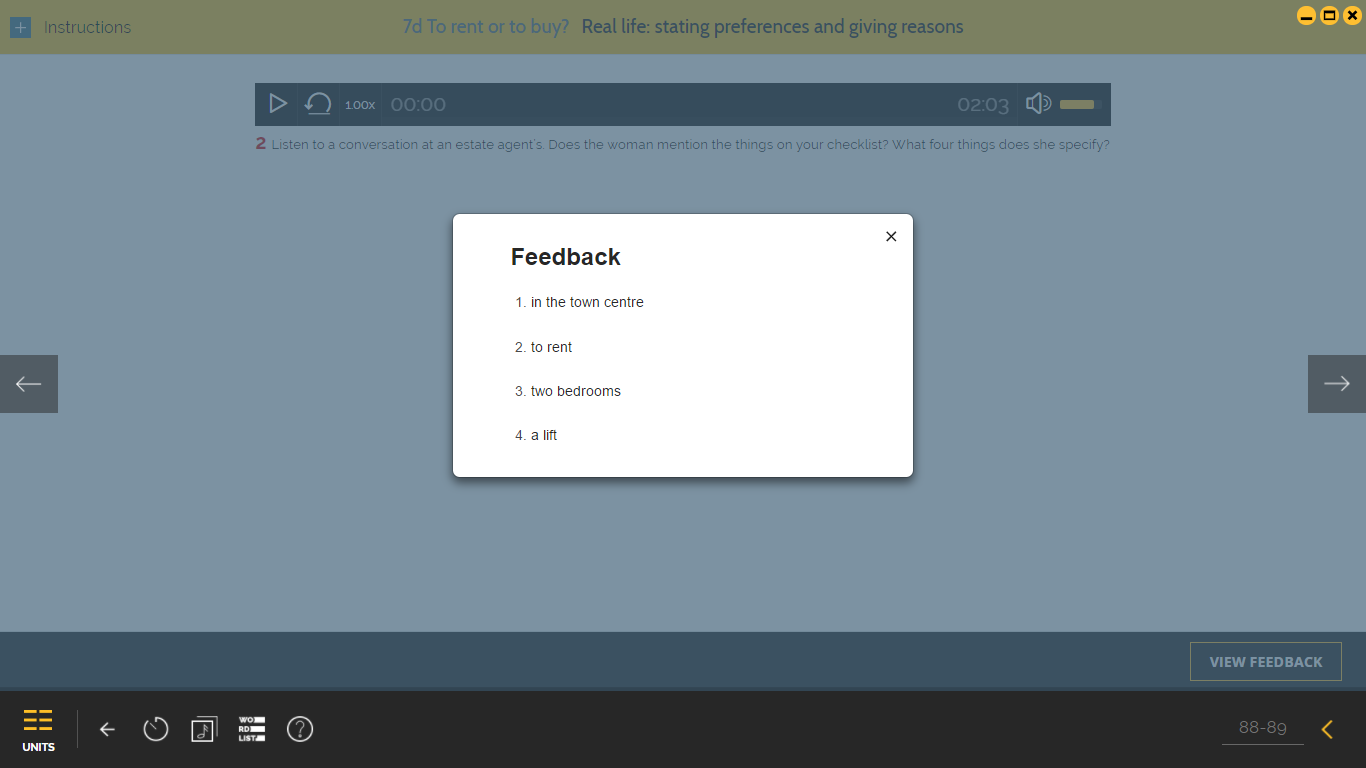 Instructions
7d To rent or to buy? Real life: stating preferences and giving reasons
1.00x 00:00 02:03
2 Listen to a conversation at an estate agent's. Does the woman mention the things on your checklist? What four things does she specify?
Feedback
1. in the town centre
2. to rent
3. two bedrooms
4. a lift
VIEW FEEDBACK
WO
RD
LIST
UNITS
88-89